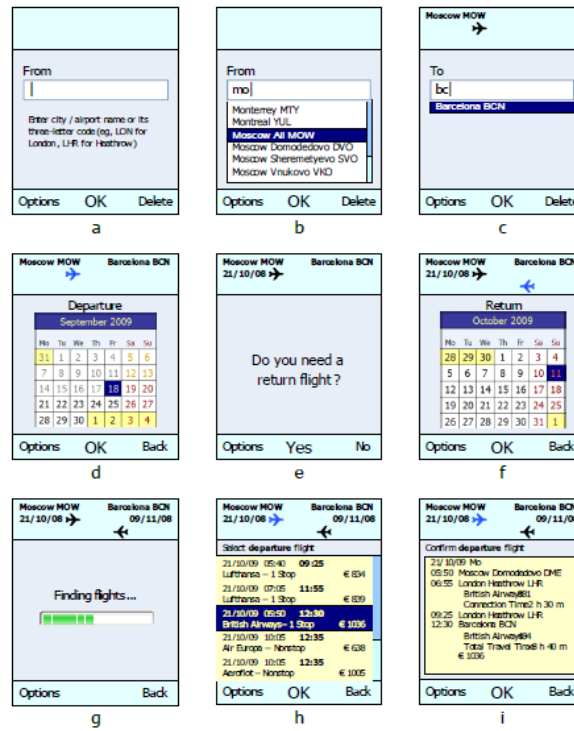 From
Enter city / airport name or its
three-letter code (eg, LON for
London, LHR for Heathrow)
Options OK Delete
a
From
mo
Monterrey MTY
Montreal YUL
Moscow All MOW
Moscow Domodedovo DVO
Moscow Sheremetyevo SVO
Moscow Vnukovo VKO
Options OK Delete
b
Moscow MOW
To
bc
Barcelona BCN
Options OK Delete
c
Moscow MOW Barcelona BCN
Departure
September 2009
Mo Tu We Th Fr Sa Su
31 1 2 3 4 5 6
7 8 9 10 11 12 13
14 15 16 17 18 19 20
21 22 23 24 25 26 27
28 29 30 1 2 3 4
Options OK Back
d
Moscow MOW Barcelona BCN
21/10/08
Do you need a
return flight?
Options Yes No
e
Moscow MOW Barcelona BCN
21/10/08
Return
October 2009
Mo Tu We Th Fr Sa Su
28 29 30 1 2 3 4
5 6 7 8 9 10 11
12 13 14 15 16 17 18
19 20 21 22 23 24 25
26 27 28 29 30 31 1
Options OK Back
f
Moscow MOW Barcelona BCN
21/10/08 09/11/08
Finding flights...
Options Back
g
Moscow MOW Barcelona BCN
21/10/08 09/11/08
Select departure flight
21/10/09 05:40 09:25
Lufthansa – 1 Stop € 834
21/10/09 07:05 11:55
Lufthansa – 1 Stop € 839
21/10/09 05:50 12:30
British Airways– 1 Stop € 1036
21/10/09 10:05 12:35
Air Europa – Nonstop € 638
21/10/09 10:05 12:35
Aeroflot – Nonstop € 1005
Options OK Back
h
Moscow MOW Barcelona BCN
21/10/08 09/11/08
Confirm departure flight
21/10/09 Mo
05:50 Moscow Domodedovo DME
06:55 London Heathrow LHR
British Airways881
Connection Time2 h 30 m
09:25 London Heathrow LHR
12:30 Barcelona BCN
British Airways
Total Travel Time8 h 40 m
€ 1036
Options OK Back
i